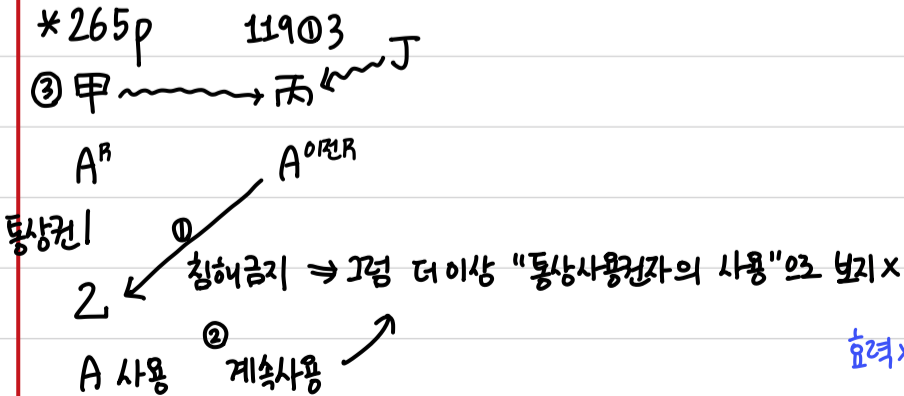 *265p 119①3
③ 甲 → 丙 ← J
A^R A^이전R
통상권 |
① 침해금지 ⇒ 그럼 더이상 "통상사용권자의 사용"으로 보지×
乙
② 계속사용
A 사용
효력×